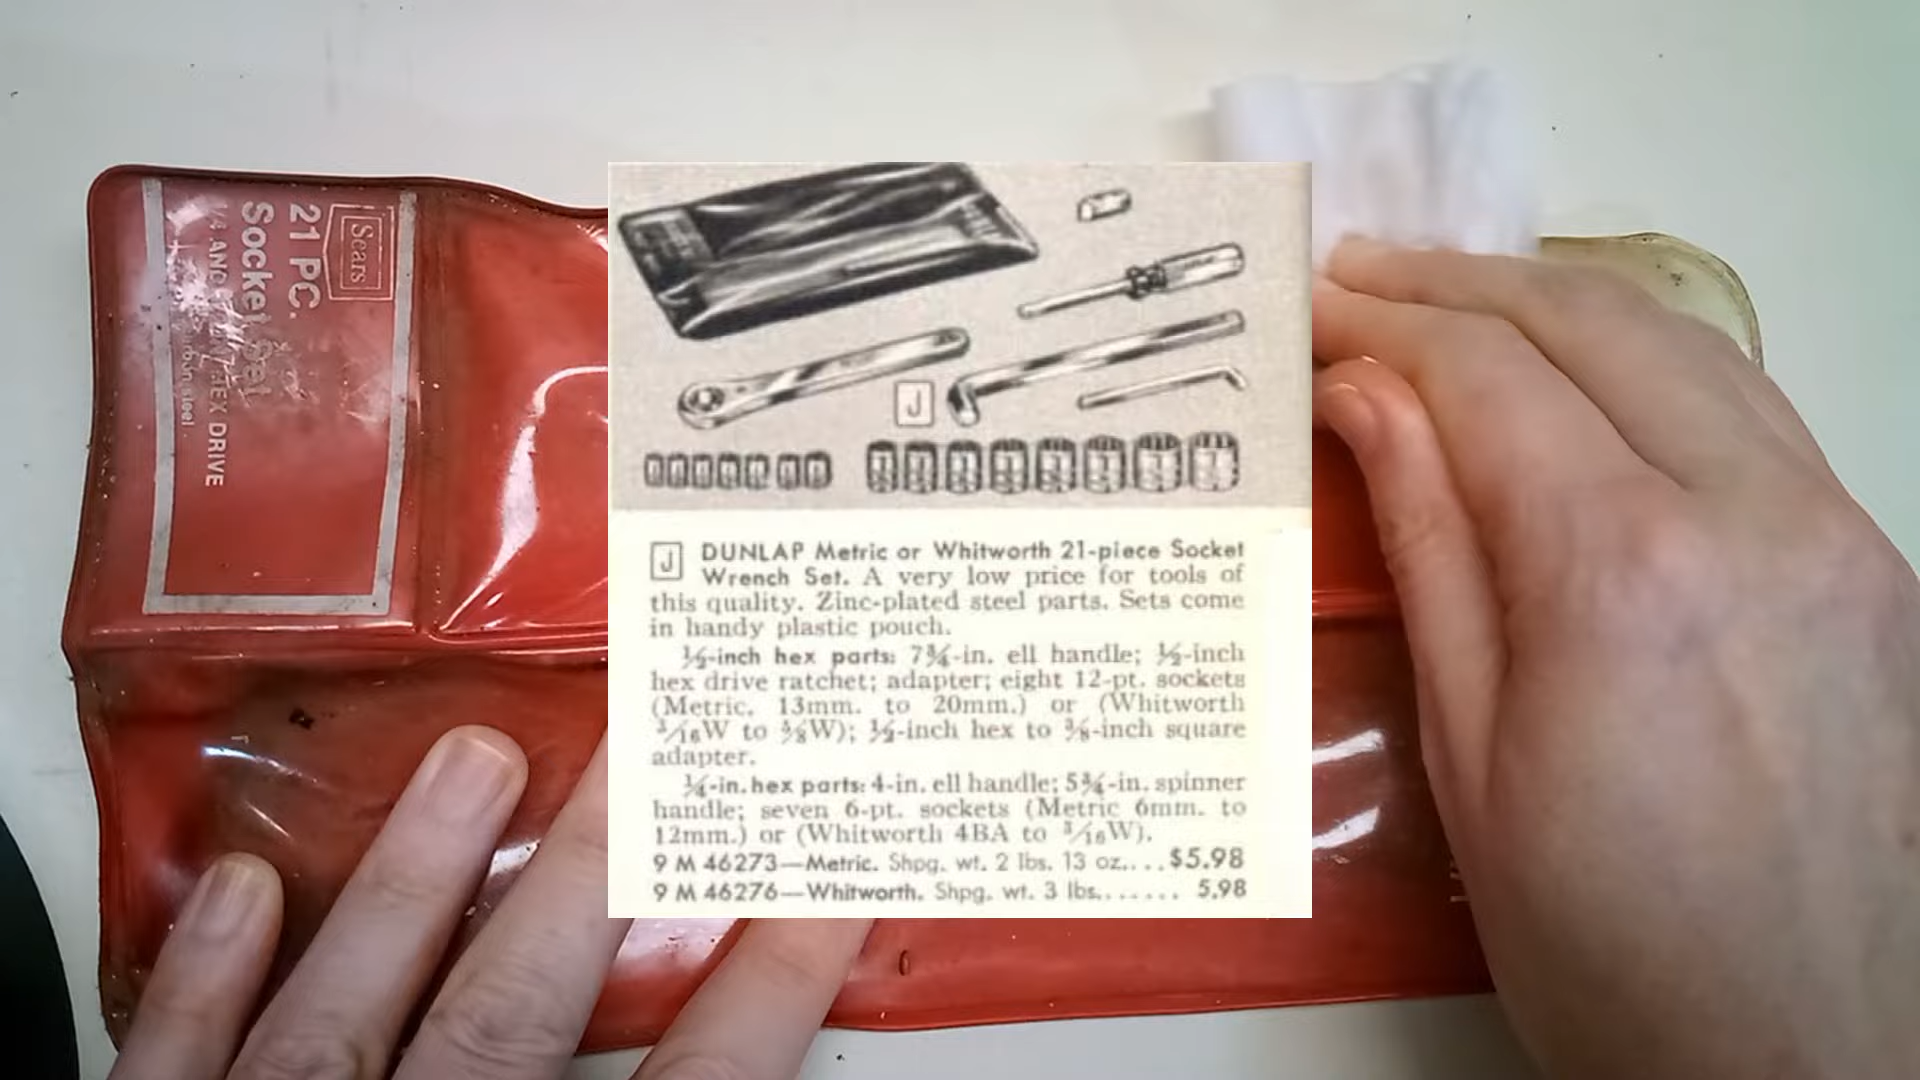 Sears
21 PC.
Socket Set
AND HEX DRIVE
steel
J
J DUNLAP Metric or Whitworth 21-piece Socket
Wrench Set. A very low price for tools of
this quality. Zinc-plated steel parts. Sets come
in handy plastic pouch.
½-inch hex parts: 7¾-in. ell handle; ½-inch
hex drive ratchet; adapter; eight 12-pt. sockets
(Metric, 13mm. to 20mm.) or (Whitworth
3/16W to ⅝W); ½-inch hex to ⅜-inch square
adapter.
¼-in. hex parts: 4-in. ell handle; 5¾-in. spinner
handle; seven 6-pt. sockets (Metric 6mm. to
12mm.) or (Whitworth 4BA to 3/16W).
9 M 46273—Metric. Shpg. wt. 2 lbs. 13 oz....$5.98
9 M 46276—Whitworth. Shpg. wt. 3 lbs....... 5.98